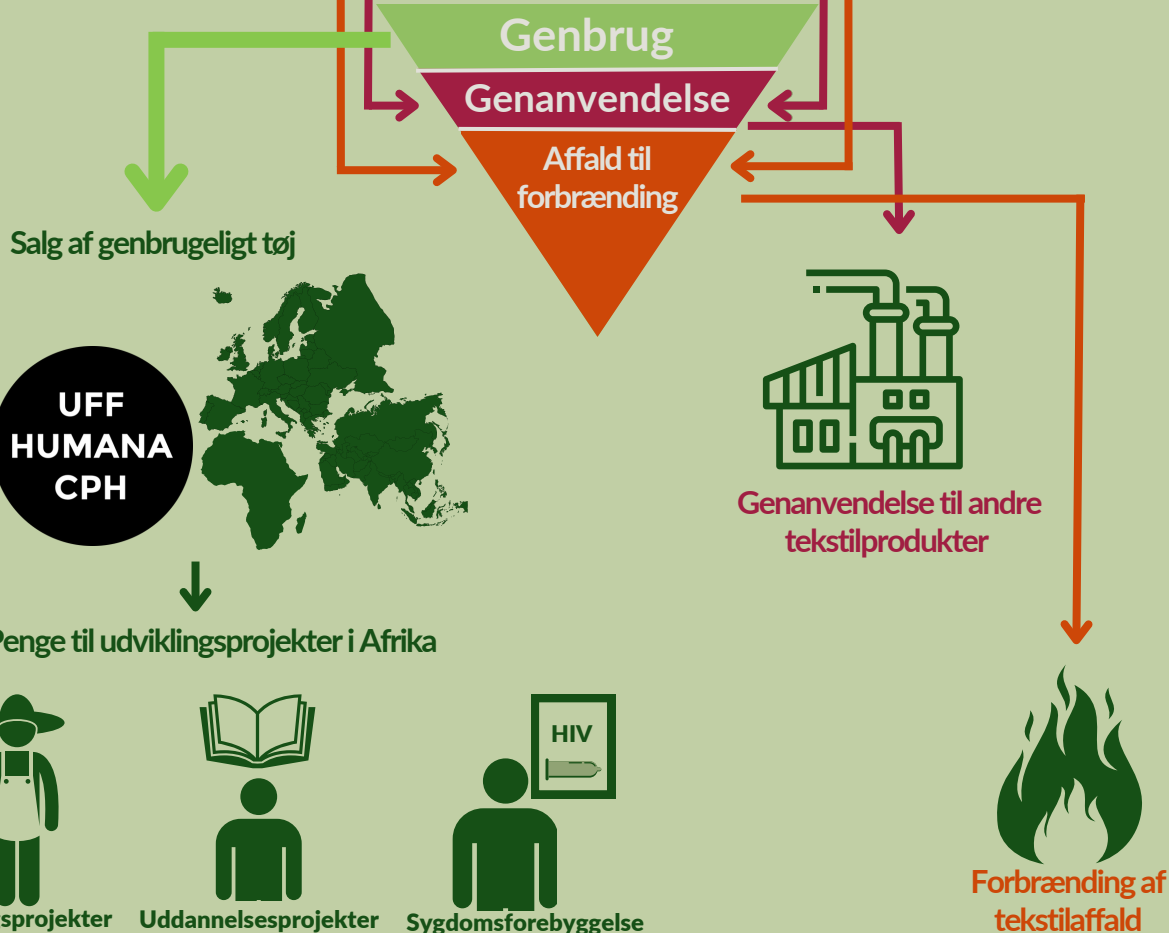 Genbrug
Genanvendelse
Affald til
forbrænding
Salg af genbrugeligt tøj
UFF
HUMANA
CPH
Genanvendelse til andre
tekstilprodukter
Penge til udviklingsprojekter i Afrika
HIV
sprojekter
Uddannelsesprojekter
Sygdomsforebyggelse
Forbrænding af
tekstilaffald